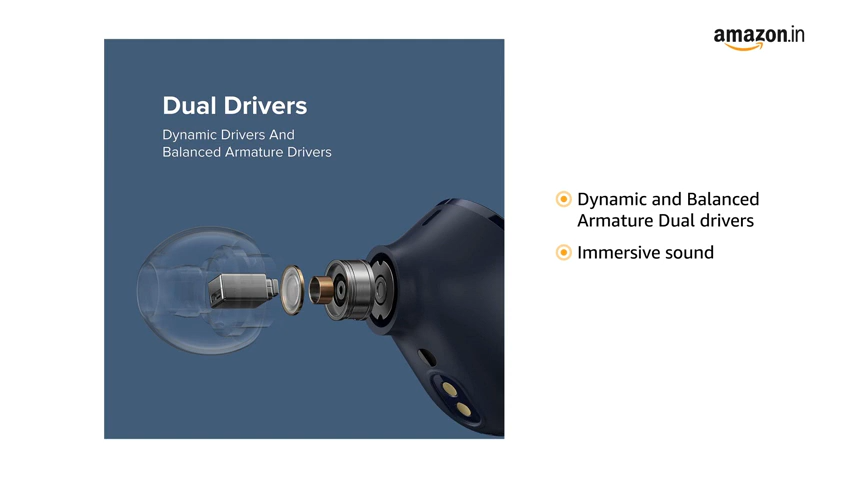 amazon.in
Dual Drivers
Dynamic Drivers And
Balanced Armature Drivers
Dynamic and Balanced
Armature Dual drivers
Immersive sound